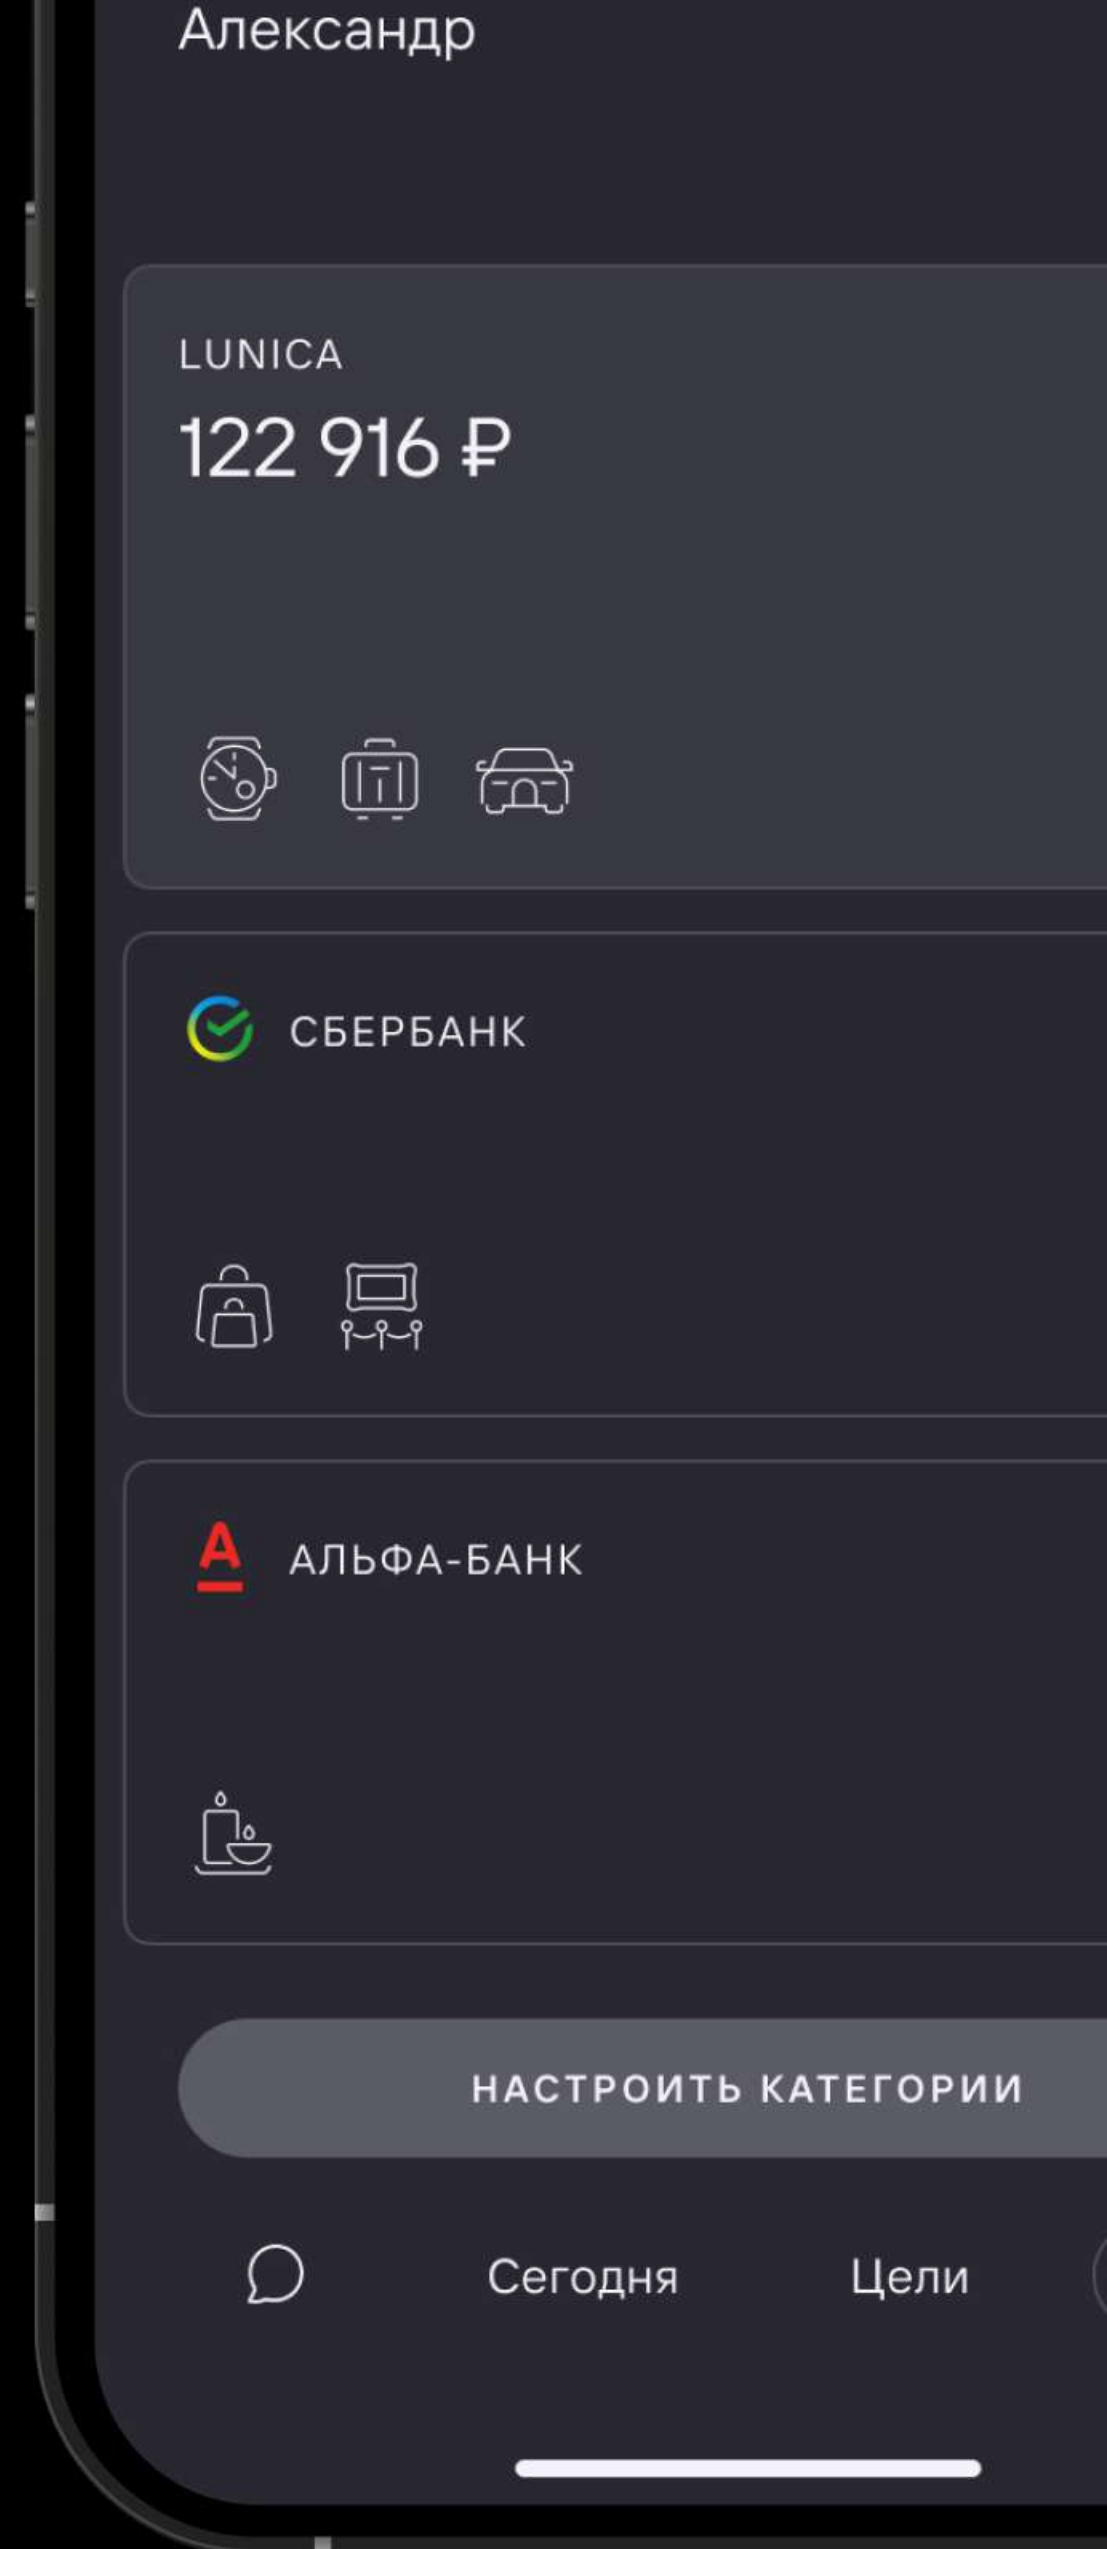 Александр
LUNICA
122 916 ₽
СБЕРБАНК
А
АЛЬФА-БАНК
НАСТРОИТЬ КАТЕГОРИИ
Сегодня
Цели